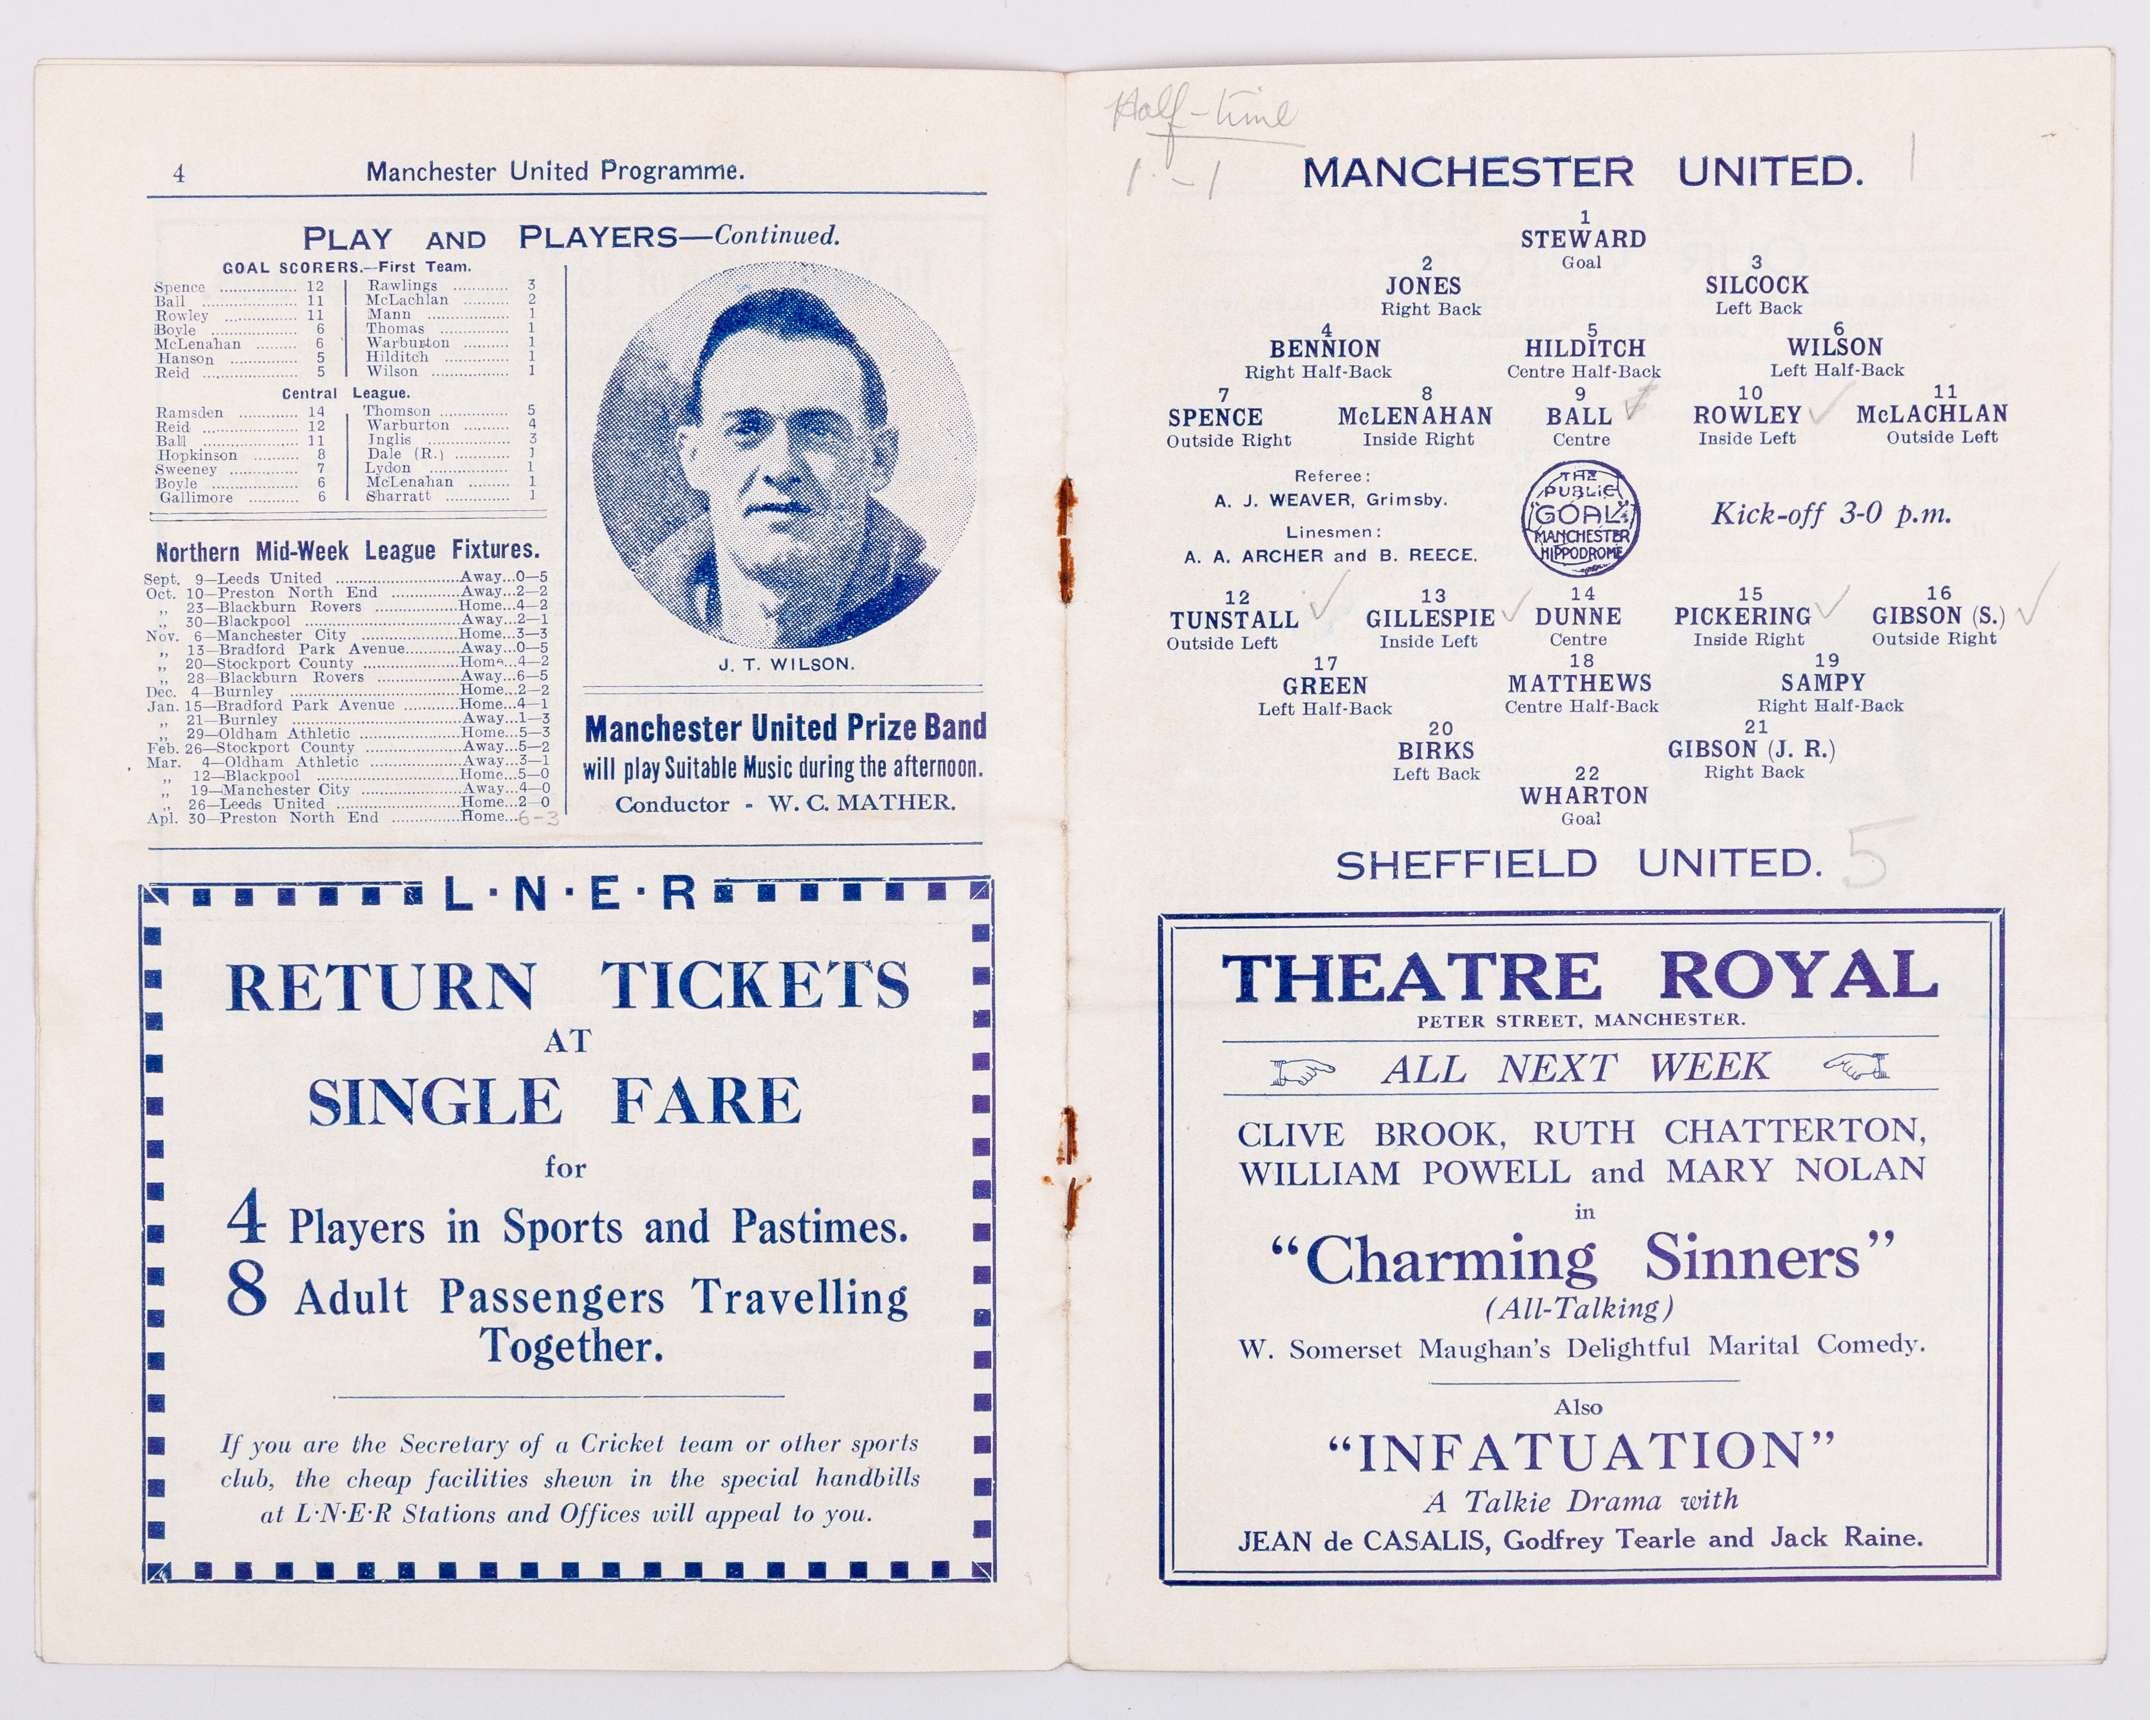 4 Manchester United Programme.
PLAY AND PLAYERS—Continued.
GOAL SCORERS.—First Team.
Spence ............... 12
Ball ................... 11
Rowley ............... 11
Boyle ................. 6
McLenahan ......... 6
Hanson .............. 5
Reid ................... 5
Rawlings ........... 3
McLachlan ......... 2
Mann ................. 1
Thomas ............. 1
Warburton ......... 1
Hilditch ............. 1
Wilson ............... 1
Central League.
Ramsden ............ 14
Reid ................... 12
Ball ................... 11
Hopkinson ......... 8
Sweeney ............. 7
Boyle ................. 6
Gallimore .......... 6
Thomson ............. 5
Warburton ......... 4
Inglis ................ 3
Dale (R.) ........... 1
Lydon ................ 1
McLenahan ........ 1
Sharratt ............ 1
Northern Mid-Week League Fixtures.
Sept. 9—Leeds United ........................Away...0—5
Oct. 10—Preston North End .............Away...2—2
,, 23—Blackburn Rovers ...............Home...4—2
,, 30—Blackpool ............................Away...2—1
Nov. 6—Manchester City ..................Home...3—3
,, 13—Bradford Park Avenue...........Away...0—5
,, 20—Stockport County ..................Home...4—2
,, 28—Blackburn Rovers ................Away...6—5
Dec. 4—Burnley .................................Home...2—2
Jan. 15—Bradford Park Avenue ...........Home...4—1
,, 21—Burnley ................................Away...1—3
,, 29—Oldham Athletic ...................Home...5—3
Feb. 26—Stockport County ..................Away...5—2
Mar. 4—Oldham Athletic ...................Away...3—1
,, 12—Blackpool ............................Home...5—0
,, 19—Manchester City ...................Away...4—0
,, 26—Leeds United ........................Home...2—0
Apl. 30—Preston North End ..............Home...6-3
J. T. WILSON.
Manchester United Prize Band
will play Suitable Music during the afternoon.
Conductor - W. C. MATHER.
L·N·E·R
RETURN TICKETS
AT
SINGLE FARE
for
4 Players in Sports and Pastimes.
8 Adult Passengers Travelling
Together.
If you are the Secretary of a Cricket team or other sports
club, the cheap facilities shewn in the special handbills
at L·N·E·R Stations and Offices will appeal to you.
Half-time
1-1
MANCHESTER UNITED. 1
1
STEWARD
Goal
2 3
JONES SILCOCK
Right Back Left Back
4 5 6
BENNION HILDITCH WILSON
Right Half-Back Centre Half-Back Left Half-Back
7 8 9 10 11
SPENCE McLENAHAN BALL ✓ ROWLEY ✓ McLACHLAN
Outside Right Inside Right Centre Inside Left Outside Left
Referee:
A. J. WEAVER, Grimsby.
Linesmen:
A. A. ARCHER and B. REECE.
THE
PUBLIC
GOAL
MANCHESTER
HIPPODROME
Kick-off 3-0 p.m.
12 13 14 15 16
TUNSTALL ✓ GILLESPIE ✓ DUNNE PICKERING ✓ GIBSON (S.) ✓
Outside Left Inside Left Centre Inside Right Outside Right
17 18 19
GREEN MATTHEWS SAMPY
Left Half-Back Centre Half-Back Right Half-Back
20 21
BIRKS GIBSON (J. R.)
Left Back Right Back
22
WHARTON
Goal
SHEFFIELD UNITED. 5
THEATRE ROYAL
PETER STREET, MANCHESTER.
ALL NEXT WEEK
CLIVE BROOK, RUTH CHATTERTON,
WILLIAM POWELL and MARY NOLAN
in
"Charming Sinners"
(All-Talking)
W. Somerset Maughan's Delightful Marital Comedy.
Also
"INFATUATION"
A Talkie Drama with
JEAN de CASALIS, Godfrey Tearle and Jack Raine.